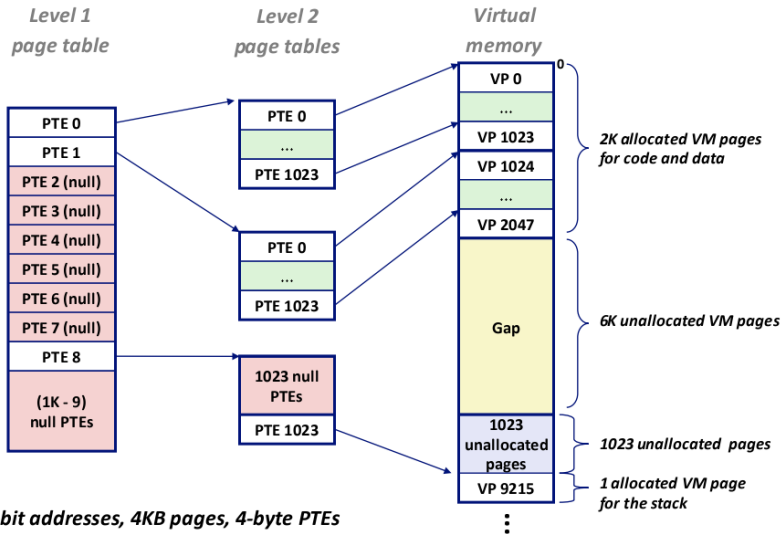 Level 1
page table
Level 2
page tables
Virtual
memory
PTE 0
PTE 1
PTE 2 (null)
PTE 3 (null)
PTE 4 (null)
PTE 5 (null)
PTE 6 (null)
PTE 7 (null)
PTE 8
(1K - 9)
null PTEs
PTE 0
...
PTE 1023
PTE 0
...
PTE 1023
1023 null
PTEs
PTE 1023
0
VP 0
...
VP 1023
VP 1024
...
VP 2047
Gap
1023
unallocated
pages
VP 9215
2K allocated VM pages
for code and data
6K unallocated VM pages
1023 unallocated pages
1 allocated VM page
for the stack
bit addresses, 4KB pages, 4-byte PTEs